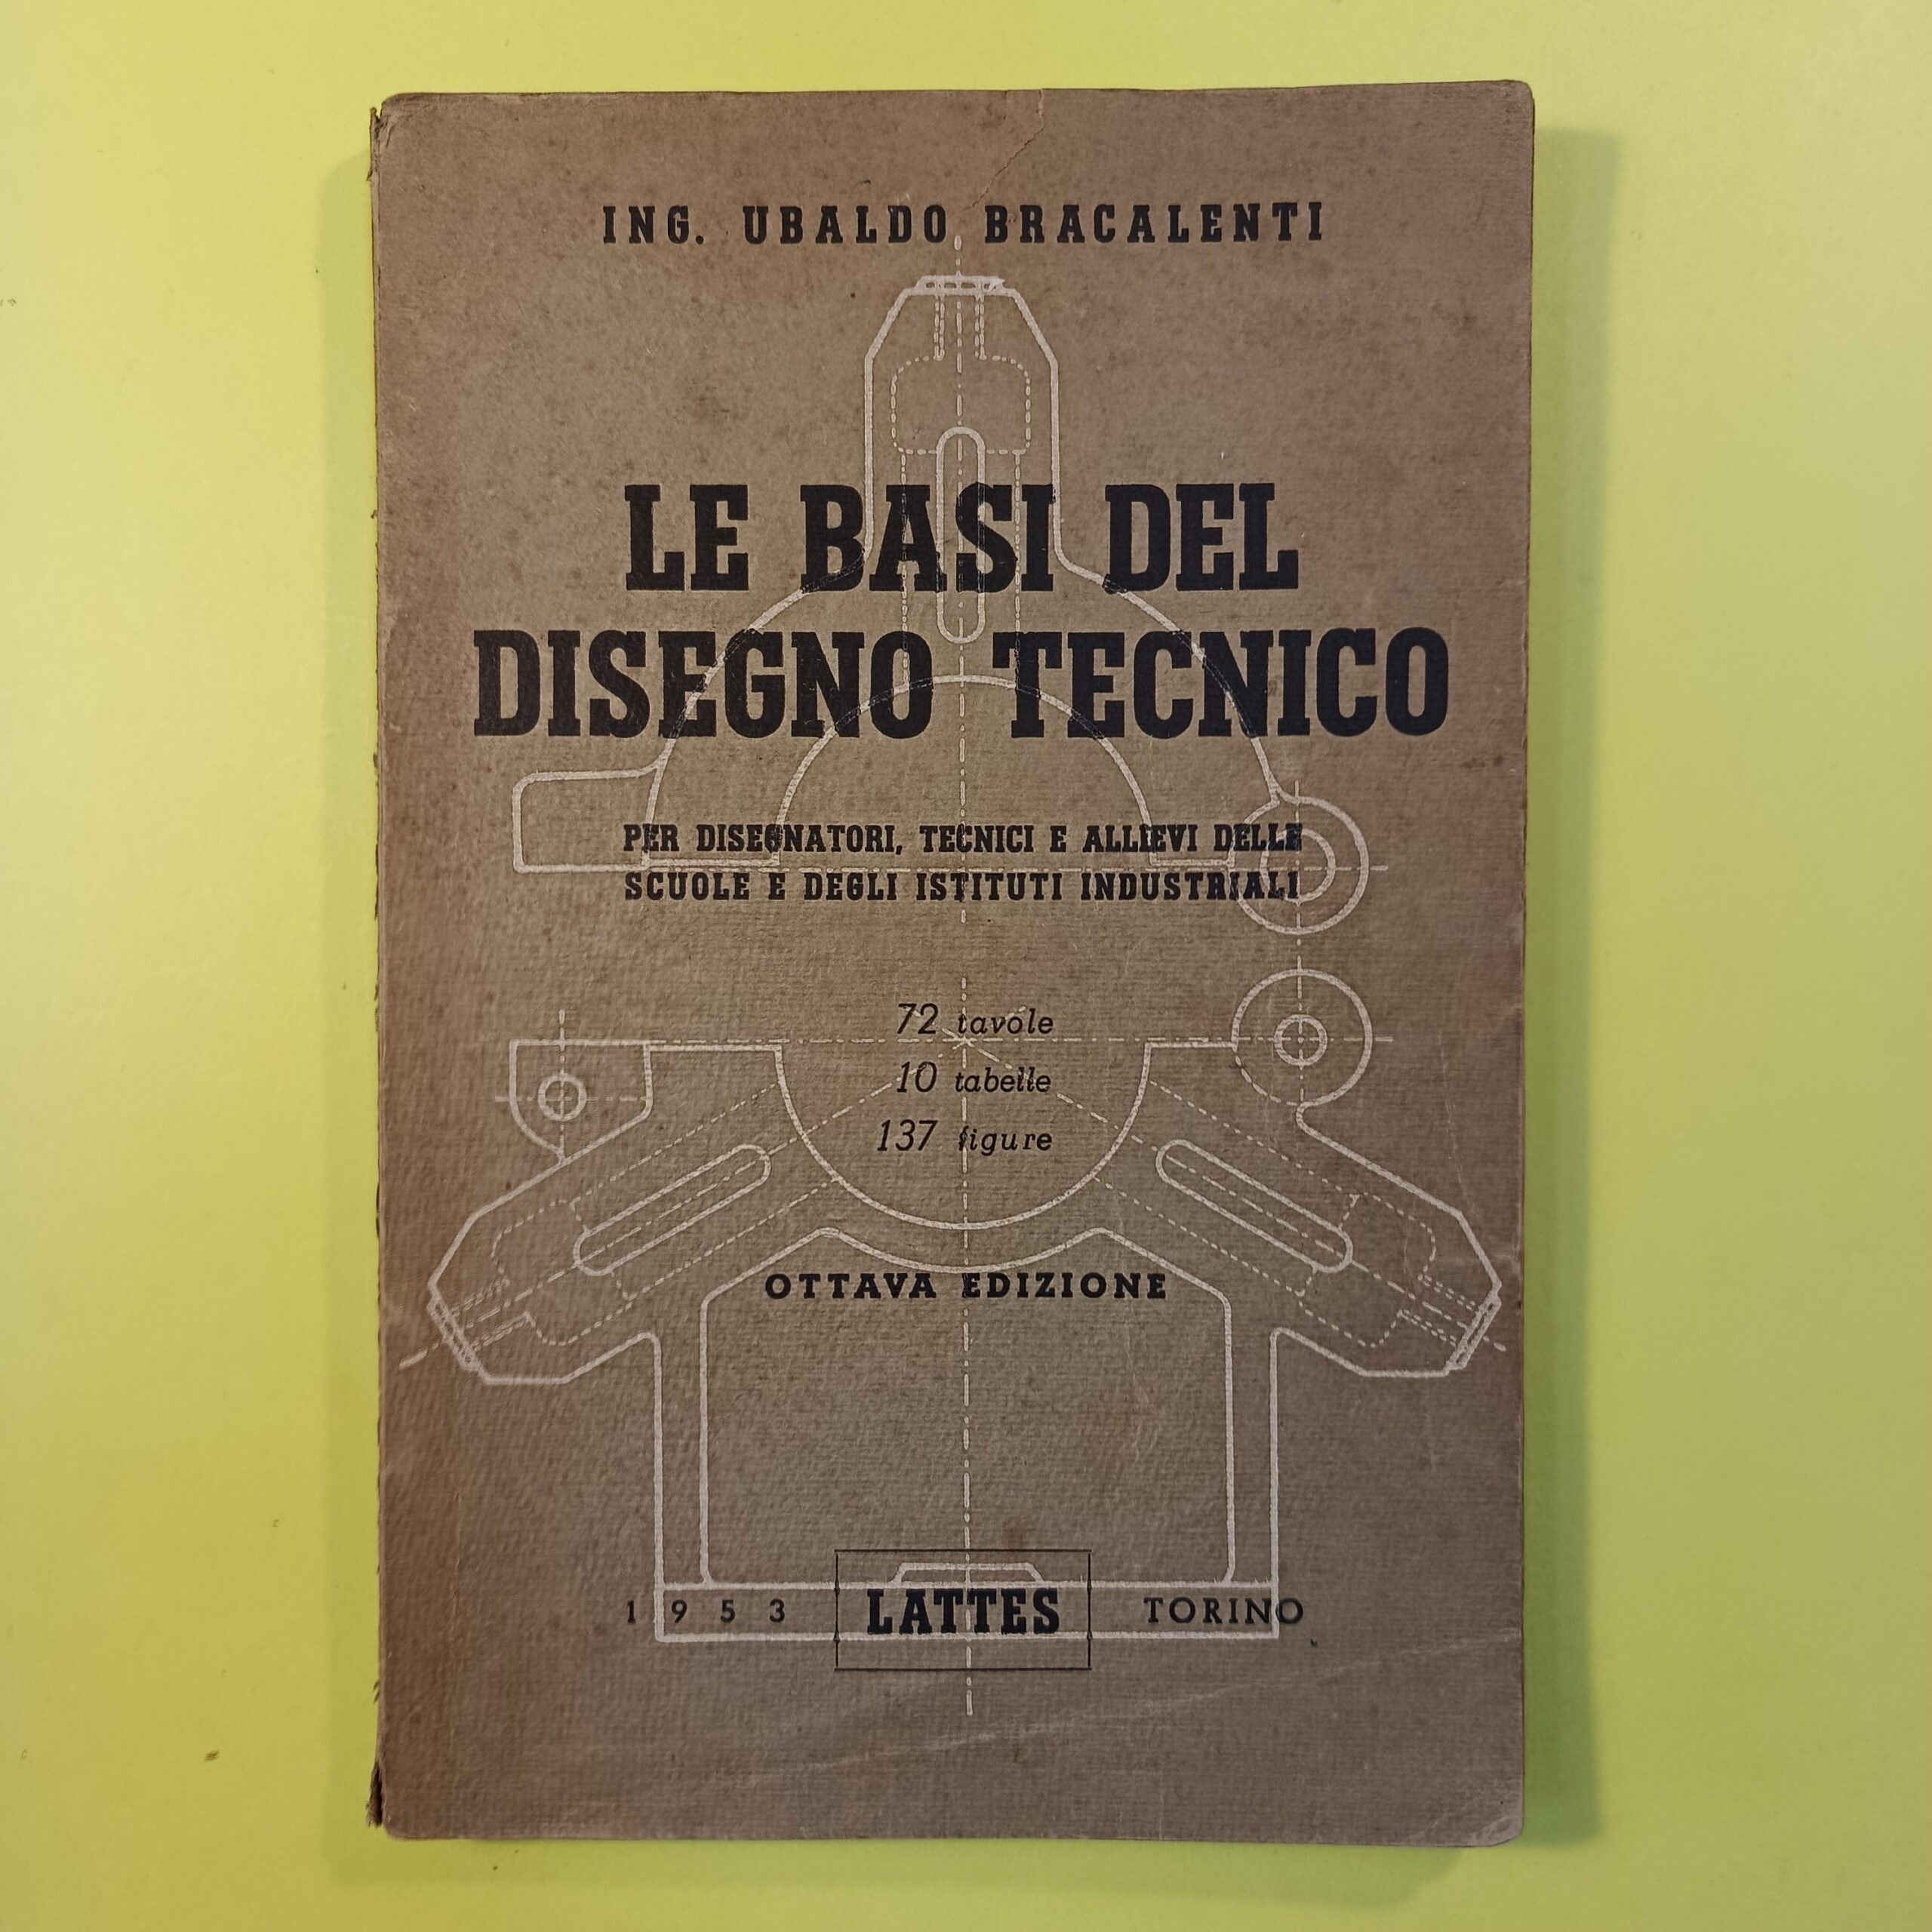 ING. UBALDO BRACALENTI
LE BASI DEL
DISEGNO TECNICO
PER DISEGNATORI, TECNICI E ALLIEVI DELLE
SCUOLE E DEGLI ISTITUTI INDUSTRIALI
72 tavole
10 tabelle
137 figure
OTTAVA EDIZIONE
1953 LATTES TORINO